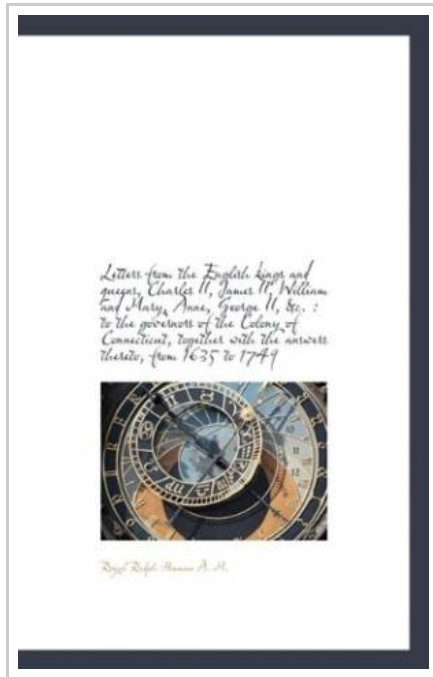 Letters from the English kings and
queens, Charles II, James II, William
and Mary, Anne, George II, &c. :
to the governors of the Colony of
Connecticut, together with the answers
thereto, from 1635 to 1749
Ralph